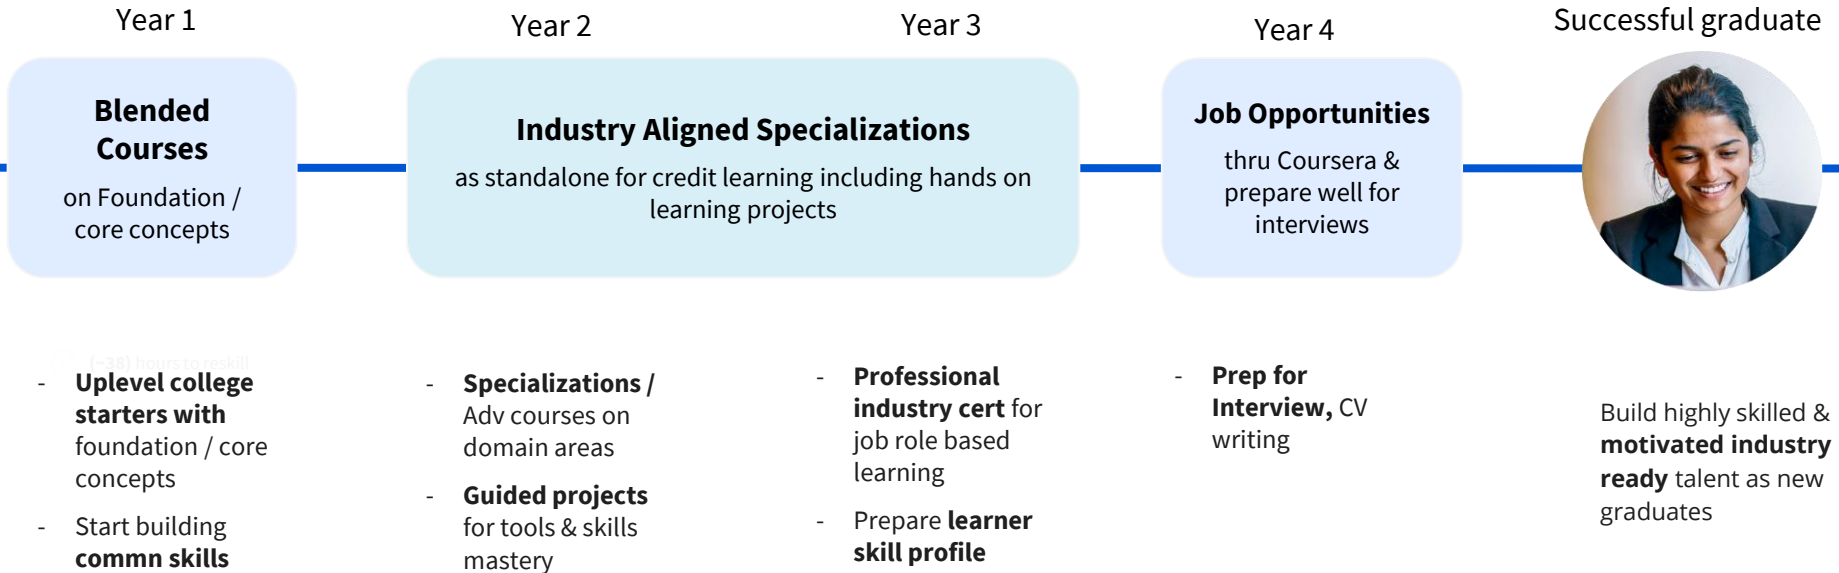 Year 1
Year 2
Year 3
Year 4
Successful graduate
Blended
Courses
on Foundation /
core concepts
Industry Aligned Specializations
as standalone for credit learning including hands on
learning projects
Job Opportunities
thru Coursera &
prepare well for
interviews
(~38) hours to reskill
- Uplevel college
starters with
foundation / core
concepts
- Start building
commn skills
- Specializations /
Adv courses on
domain areas
- Guided projects
for tools & skills
mastery
- Professional
industry cert for
job role based
learning
- Prepare learner
skill profile
- Prep for
Interview, CV
writing
Build highly skilled &
motivated industry
ready talent as new
graduates